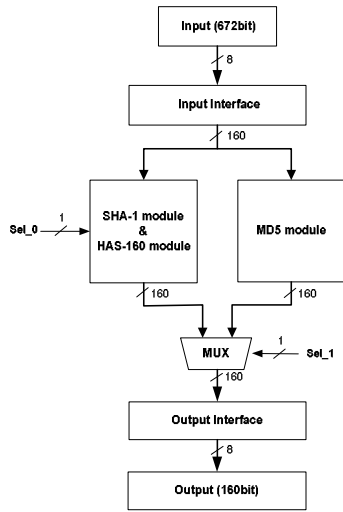 Input (672bit)
8
Input Interface
160
Sel_0
1
SHA-1 module
&
HAS-160 module
MD5 module
160
160
MUX
1
Sel_1
160
Output Interface
8
Output (160bit)